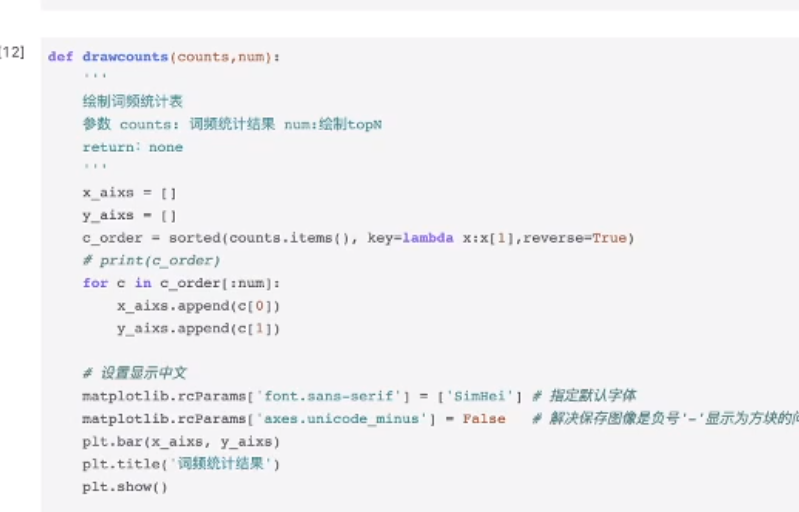 [12]
def drawcounts(counts,num):
    '''
    绘制词频统计表
    参数 counts: 词频统计结果 num:绘制topN
    return: none
    '''
    x_aixs = []
    y_aixs = []
    c_order = sorted(counts.items(), key=lambda x:x[1],reverse=True)
    # print(c_order)
    for c in c_order[:num]:
        x_aixs.append(c[0])
        y_aixs.append(c[1])
    # 设置显示中文
    matplotlib.rcParams['font.sans-serif'] = ['SimHei'] # 指定默认字体
    matplotlib.rcParams['axes.unicode_minus'] = False   # 解决保存图像是负号'-'显示为方块的
    plt.bar(x_aixs, y_aixs)
    plt.title('词频统计结果')
    plt.show()